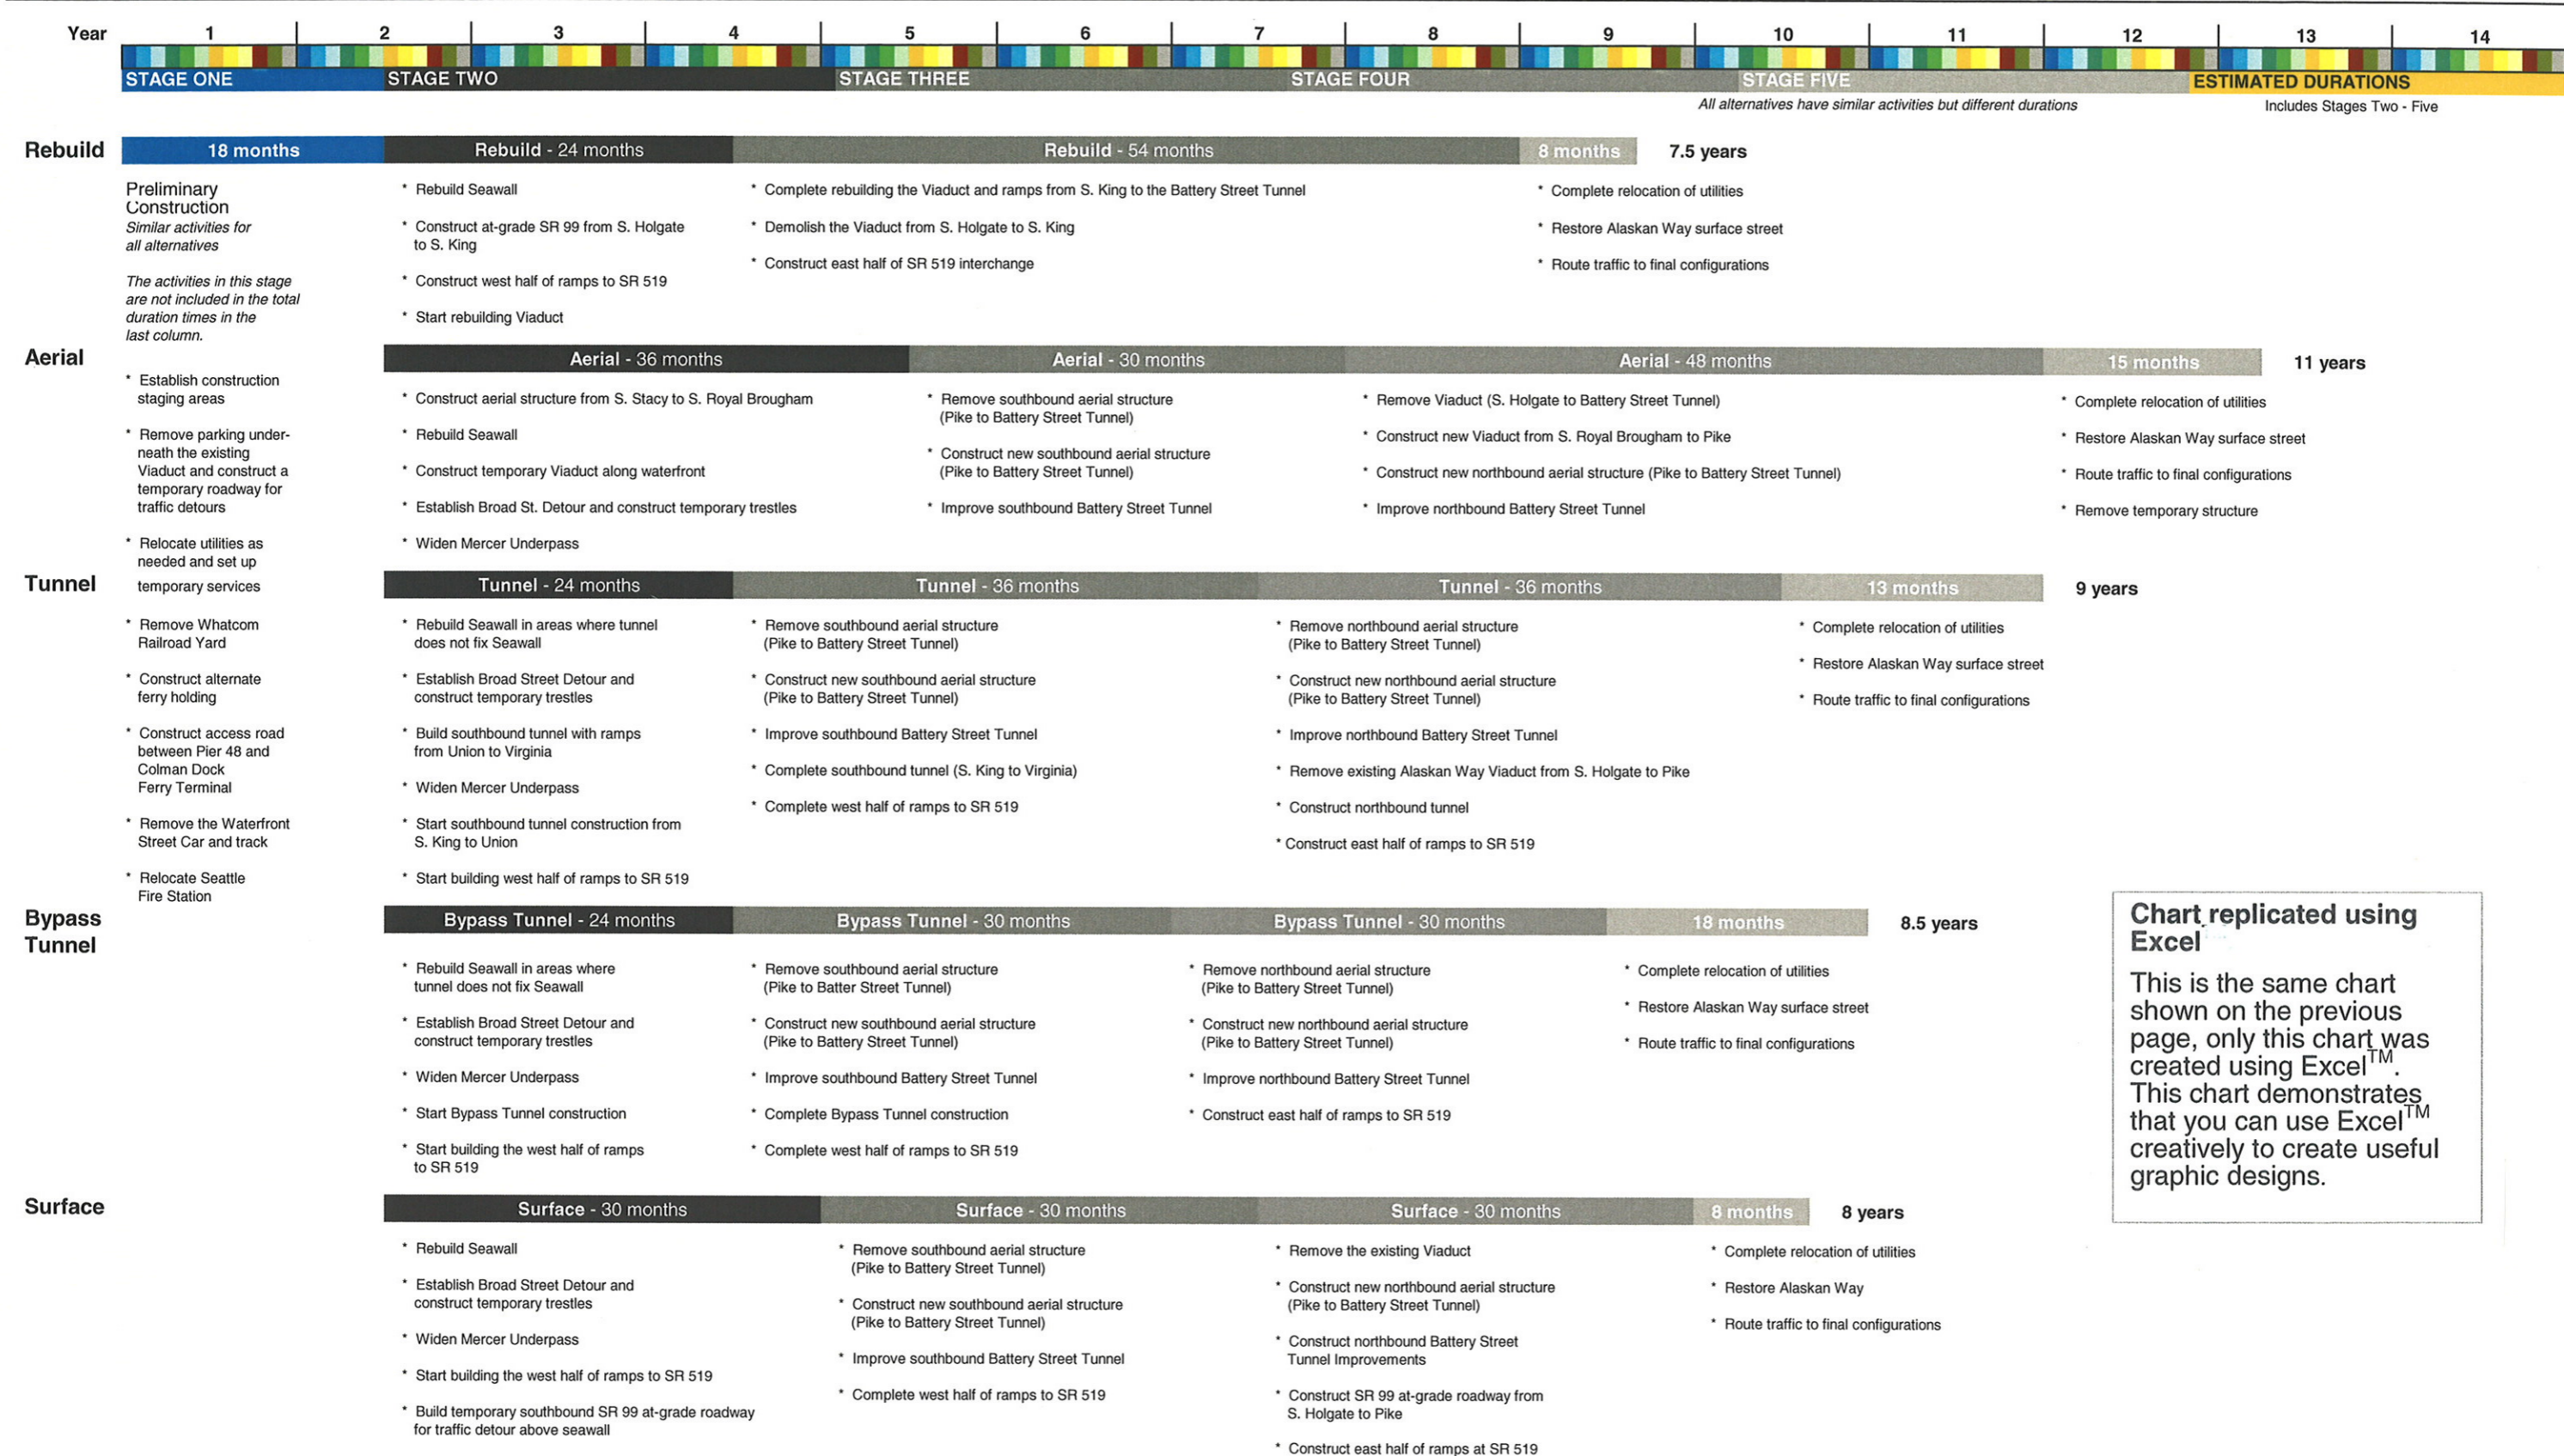 Year 1 2 3 4 5 6 7 8 9 10 11 12 13 14
STAGE ONE STAGE TWO STAGE THREE STAGE FOUR STAGE FIVE ESTIMATED DURATIONS
All alternatives have similar activities but different durations
Includes Stages Two - Five
Rebuild 18 months Rebuild - 24 months Rebuild - 54 months 8 months 7.5 years
Preliminary
Construction
Similar activities for
all alternatives
The activities in this stage
are not included in the total
duration times in the
last column.
* Establish construction
staging areas
* Remove parking under-
neath the existing
Viaduct and construct a
temporary roadway for
traffic detours
* Relocate utilities as
needed and set up
temporary services
* Remove Whatcom
Railroad Yard
* Construct alternate
ferry holding
* Construct access road
between Pier 48 and
Colman Dock
Ferry Terminal
* Remove the Waterfront
Street Car and track
* Relocate Seattle
Fire Station
* Rebuild Seawall
* Construct at-grade SR 99 from S. Holgate
to S. King
* Construct west half of ramps to SR 519
* Start rebuilding Viaduct
* Complete rebuilding the Viaduct and ramps from S. King to the Battery Street Tunnel
* Demolish the Viaduct from S. Holgate to S. King
* Construct east half of SR 519 interchange
* Complete relocation of utilities
* Restore Alaskan Way surface street
* Route traffic to final configurations
Aerial Aerial - 36 months Aerial - 30 months Aerial - 48 months 15 months 11 years
* Construct aerial structure from S. Stacy to S. Royal Brougham
* Rebuild Seawall
* Construct temporary Viaduct along waterfront
* Establish Broad St. Detour and construct temporary trestles
* Widen Mercer Underpass
* Remove southbound aerial structure
(Pike to Battery Street Tunnel)
* Construct new southbound aerial structure
(Pike to Battery Street Tunnel)
* Improve southbound Battery Street Tunnel
* Remove Viaduct (S. Holgate to Battery Street Tunnel)
* Construct new Viaduct from S. Royal Brougham to Pike
* Construct new northbound aerial structure (Pike to Battery Street Tunnel)
* Improve northbound Battery Street Tunnel
* Complete relocation of utilities
* Restore Alaskan Way surface street
* Route traffic to final configurations
* Remove temporary structure
Tunnel Tunnel - 24 months Tunnel - 36 months Tunnel - 36 months 13 months 9 years
* Rebuild Seawall in areas where tunnel
does not fix Seawall
* Establish Broad Street Detour and
construct temporary trestles
* Build southbound tunnel with ramps
from Union to Virginia
* Widen Mercer Underpass
* Start southbound tunnel construction from
S. King to Union
* Start building west half of ramps to SR 519
* Remove southbound aerial structure
(Pike to Battery Street Tunnel)
* Construct new southbound aerial structure
(Pike to Battery Street Tunnel)
* Improve southbound Battery Street Tunnel
* Complete southbound tunnel (S. King to Virginia)
* Complete west half of ramps to SR 519
* Remove northbound aerial structure
(Pike to Battery Street Tunnel)
* Construct new northbound aerial structure
(Pike to Battery Street Tunnel)
* Improve northbound Battery Street Tunnel
* Remove existing Alaskan Way Viaduct from S. Holgate to Pike
* Construct northbound tunnel
* Construct east half of ramps to SR 519
* Complete relocation of utilities
* Restore Alaskan Way surface street
* Route traffic to final configurations
Bypass
Tunnel
Bypass Tunnel - 24 months Bypass Tunnel - 30 months Bypass Tunnel - 30 months 18 months 8.5 years
* Rebuild Seawall in areas where
tunnel does not fix Seawall
* Establish Broad Street Detour and
construct temporary trestles
* Widen Mercer Underpass
* Start Bypass Tunnel construction
* Start building the west half of ramps
to SR 519
* Remove southbound aerial structure
(Pike to Batter Street Tunnel)
* Construct new southbound aerial structure
(Pike to Battery Street Tunnel)
* Improve southbound Battery Street Tunnel
* Complete Bypass Tunnel construction
* Complete west half of ramps to SR 519
* Remove northbound aerial structure
(Pike to Battery Street Tunnel)
* Construct new northbound aerial structure
(Pike to Battery Street Tunnel)
* Improve northbound Battery Street Tunnel
* Construct east half of ramps to SR 519
* Complete relocation of utilities
* Restore Alaskan Way surface street
* Route traffic to final configurations
Chart replicated using
Excel
This is the same chart
shown on the previous
page, only this chart was
created using Excel™.
This chart demonstrates
that you can use Excel™
creatively to create useful
graphic designs.
Surface Surface - 30 months Surface - 30 months Surface - 30 months 8 months 8 years
* Rebuild Seawall
* Establish Broad Street Detour and
construct temporary trestles
* Widen Mercer Underpass
* Start building the west half of ramps to SR 519
* Build temporary southbound SR 99 at-grade roadway
for traffic detour above seawall
* Remove southbound aerial structure
(Pike to Battery Street Tunnel)
* Construct new southbound aerial structure
(Pike to Battery Street Tunnel)
* Improve southbound Battery Street Tunnel
* Complete west half of ramps to SR 519
* Remove the existing Viaduct
* Construct new northbound aerial structure
(Pike to Battery Street Tunnel)
* Construct northbound Battery Street
Tunnel Improvements
* Construct SR 99 at-grade roadway from
S. Holgate to Pike
* Construct east half of ramps at SR 519
* Complete relocation of utilities
* Restore Alaskan Way
* Route traffic to final configurations